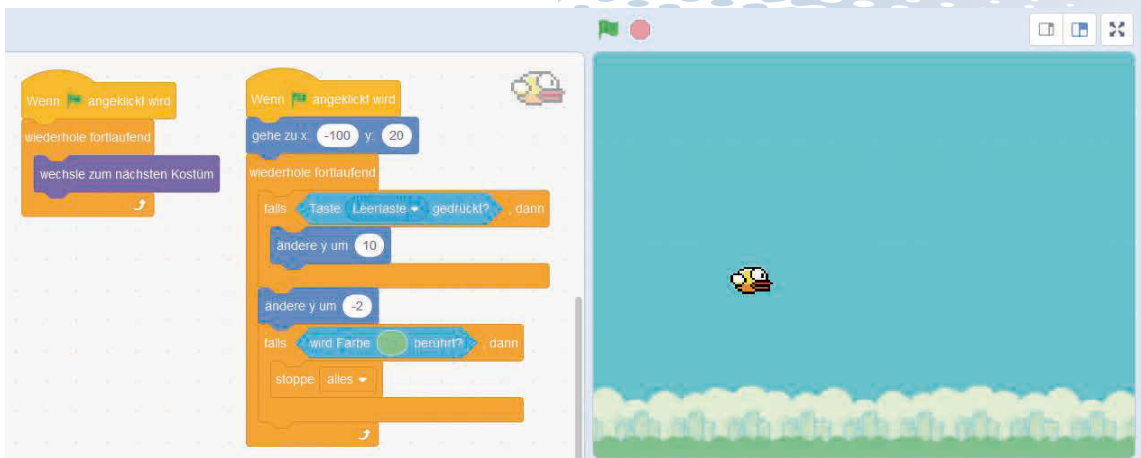 Wenn angeklickt wird
wiederhole fortlaufend
wechsle zum nächsten Kostüm
Wenn angeklickt wird
gehe zu x: -100 y: 20
wiederhole fortlaufend
falls Taste Leertaste gedrückt? , dann
ändere y um 10
ändere y um -2
falls wird Farbe berührt? , dann
stoppe alles